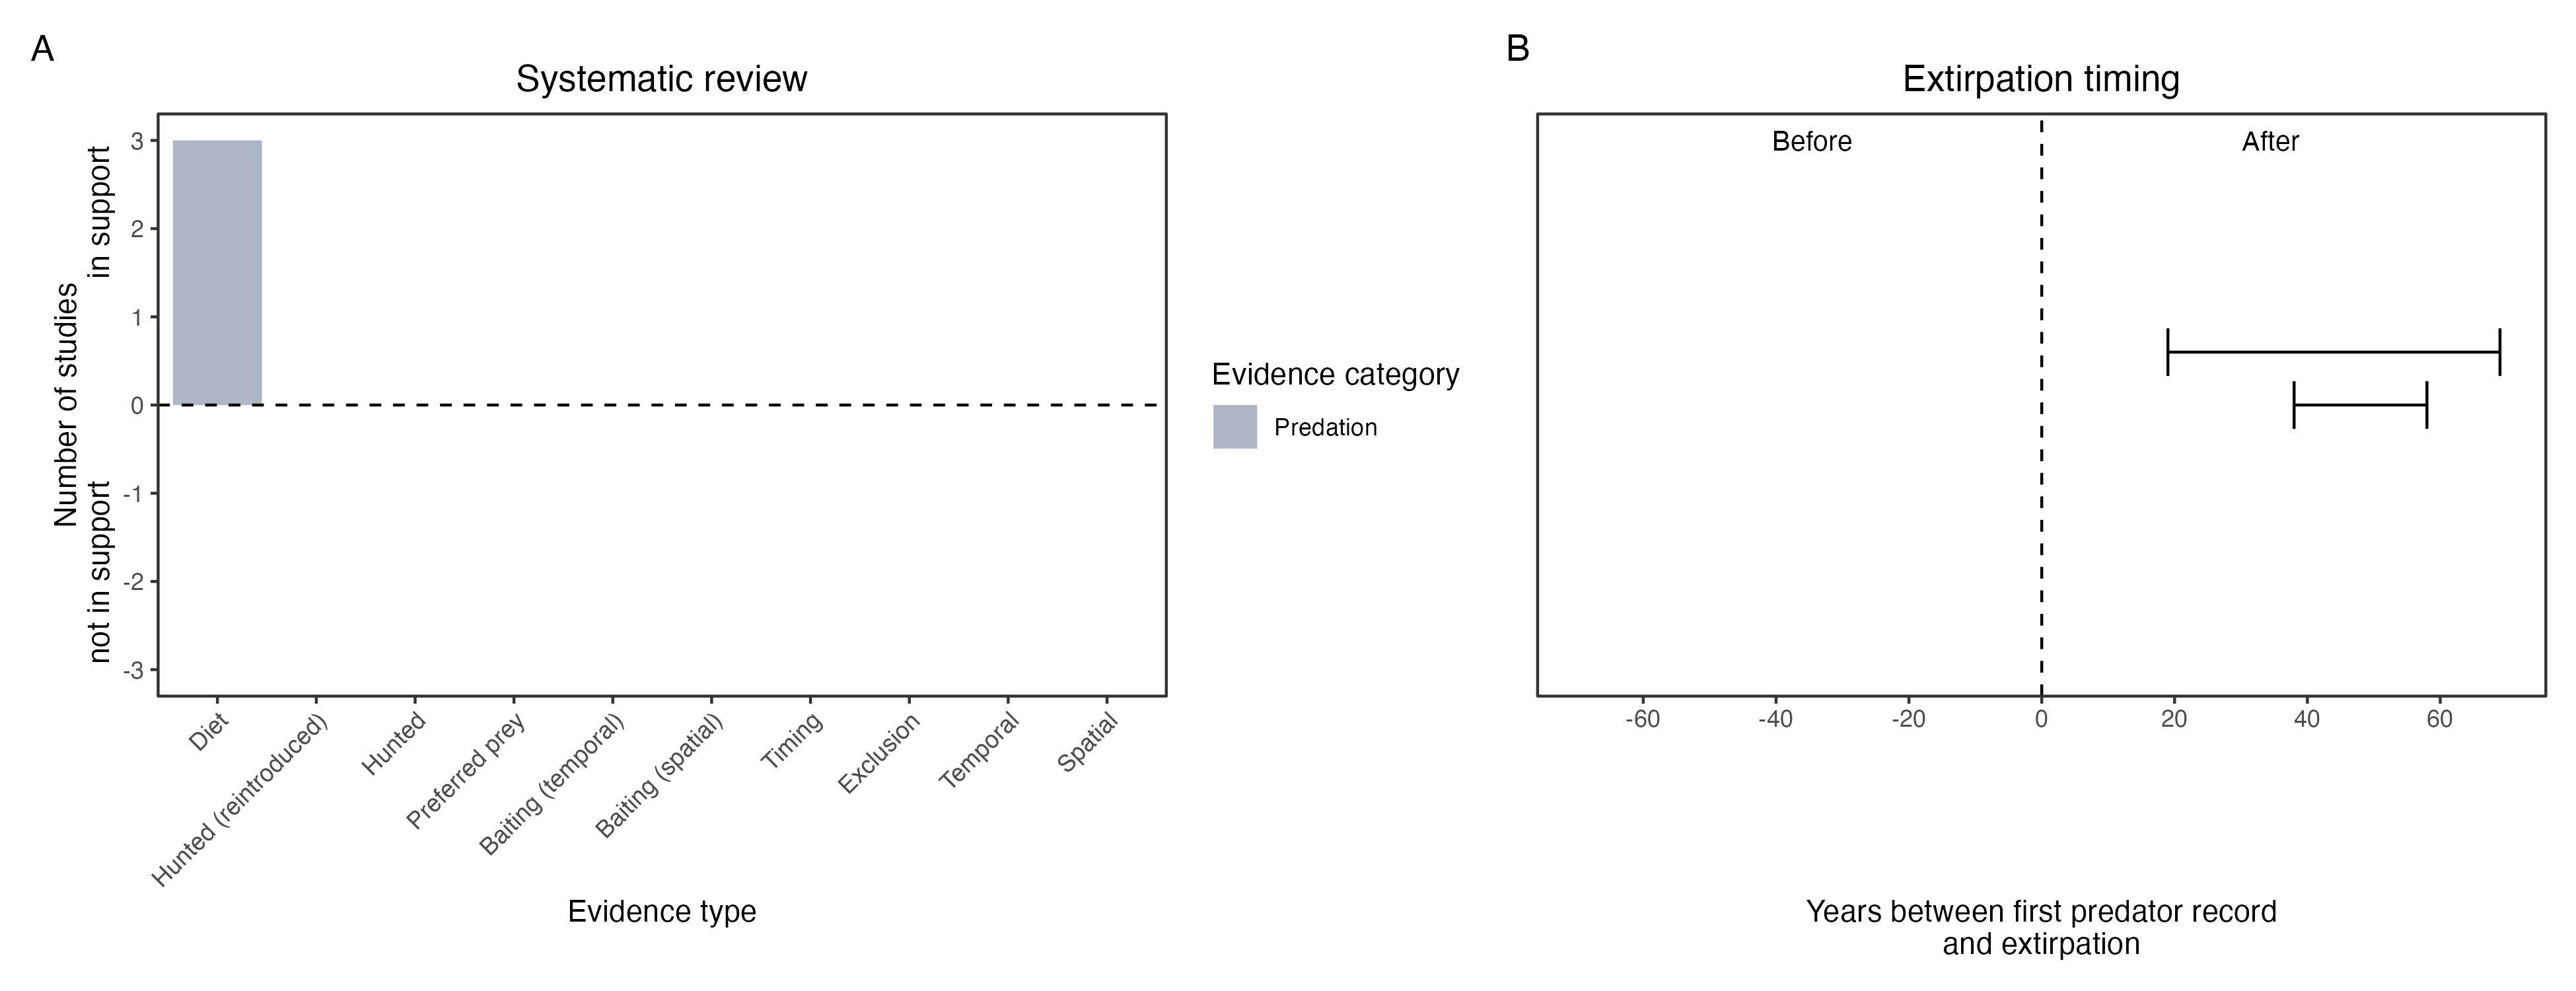 A
Systematic review
Number of studies
in support
not in support
3
2
1
0
-1
-2
-3
Diet
Hunted (reintroduced)
Hunted
Preferred prey
Baiting (temporal)
Baiting (spatial)
Timing
Exclusion
Temporal
Spatial
Evidence type
Evidence category
Predation
B
Extirpation timing
Before
After
-60
-40
-20
0
20
40
60
Years between first predator record
and extirpation